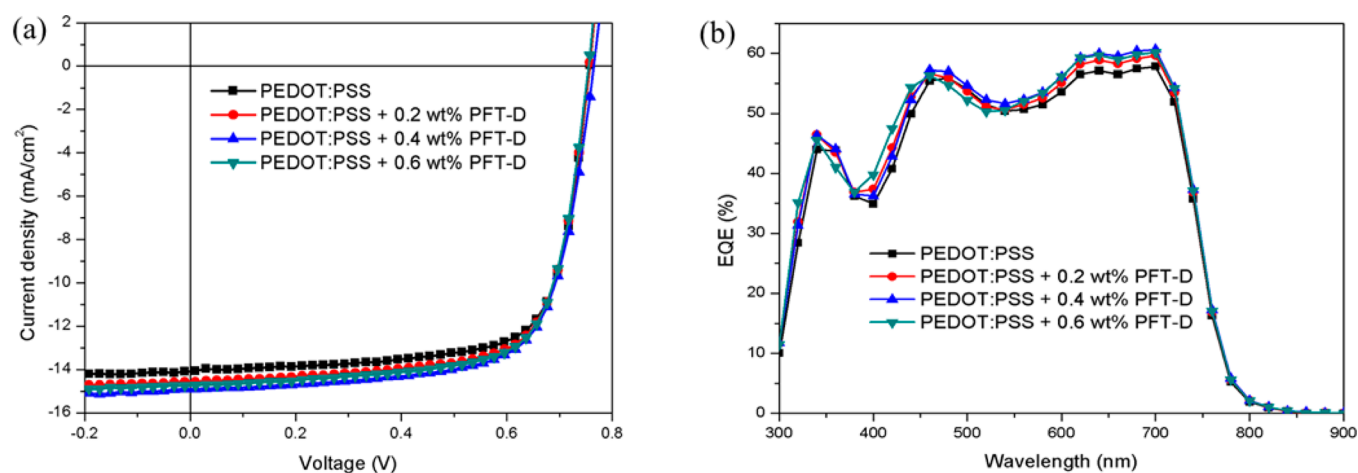 (a)
Current density (mA/cm²)
2
0
-2
-4
-6
-8
-10
-12
-14
-16
PEDOT:PSS
PEDOT:PSS + 0.2 wt% PFT-D
PEDOT:PSS + 0.4 wt% PFT-D
PEDOT:PSS + 0.6 wt% PFT-D
-0.2 0.0 0.2 0.4 0.6 0.8
Voltage (V)
(b)
EQE (%)
60
50
40
30
20
10
0
PEDOT:PSS
PEDOT:PSS + 0.2 wt% PFT-D
PEDOT:PSS + 0.4 wt% PFT-D
PEDOT:PSS + 0.6 wt% PFT-D
300 400 500 600 700 800 900
Wavelength (nm)